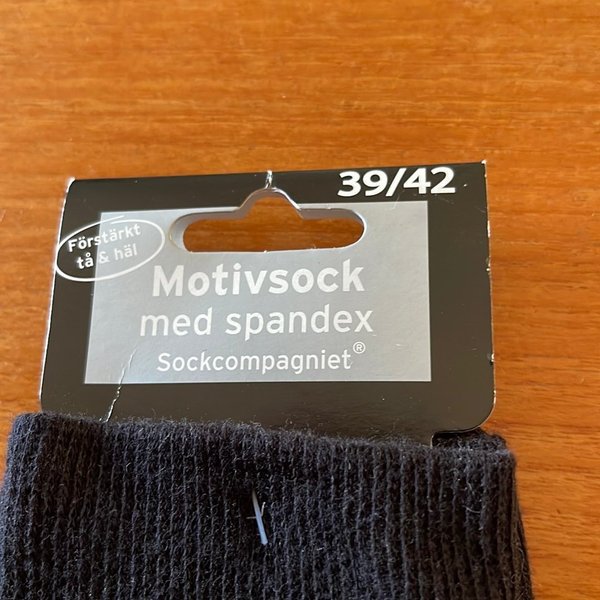 39/42
Förstärkt
tå & häl
Motivsock
med spandex
Sockcompagniet®